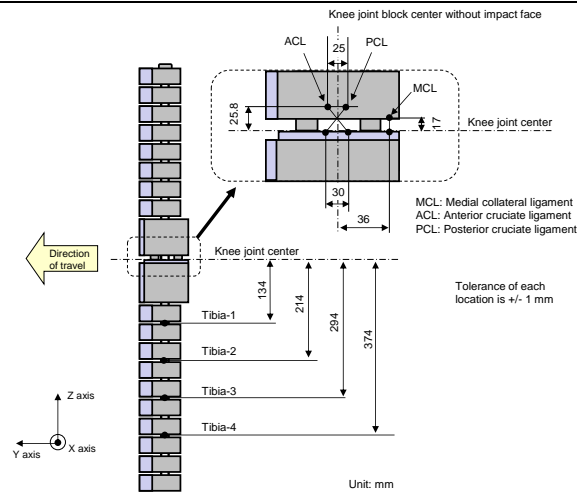 Knee joint block center without impact face
ACL
25
PCL
MCL
25.8
17
Knee joint center
30
36
MCL: Medial collateral ligament
ACL: Anterior cruciate ligament
PCL: Posterior cruciate ligament
Direction
of travel
Knee joint center
134
214
294
374
Tolerance of each
location is +/- 1 mm
Tibia-1
Tibia-2
Tibia-3
Tibia-4
Z axis
Y axis
X axis
Unit: mm